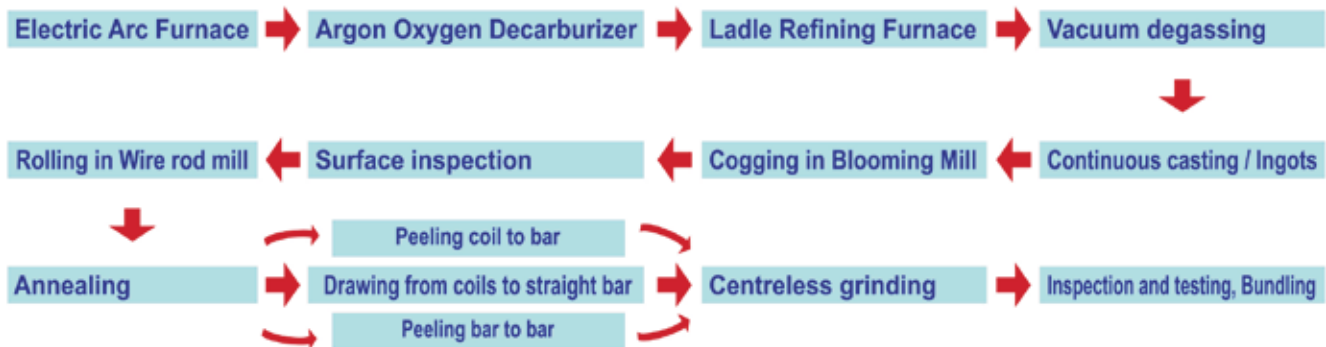 Electric Arc Furnace
Argon Oxygen Decarburizer
Ladle Refining Furnace
Vacuum degassing
Rolling in Wire rod mill
Surface inspection
Cogging in Blooming Mill
Continuous casting / Ingots
Peeling coil to bar
Annealing
Drawing from coils to straight bar
Centreless grinding
Inspection and testing, Bundling
Peeling bar to bar